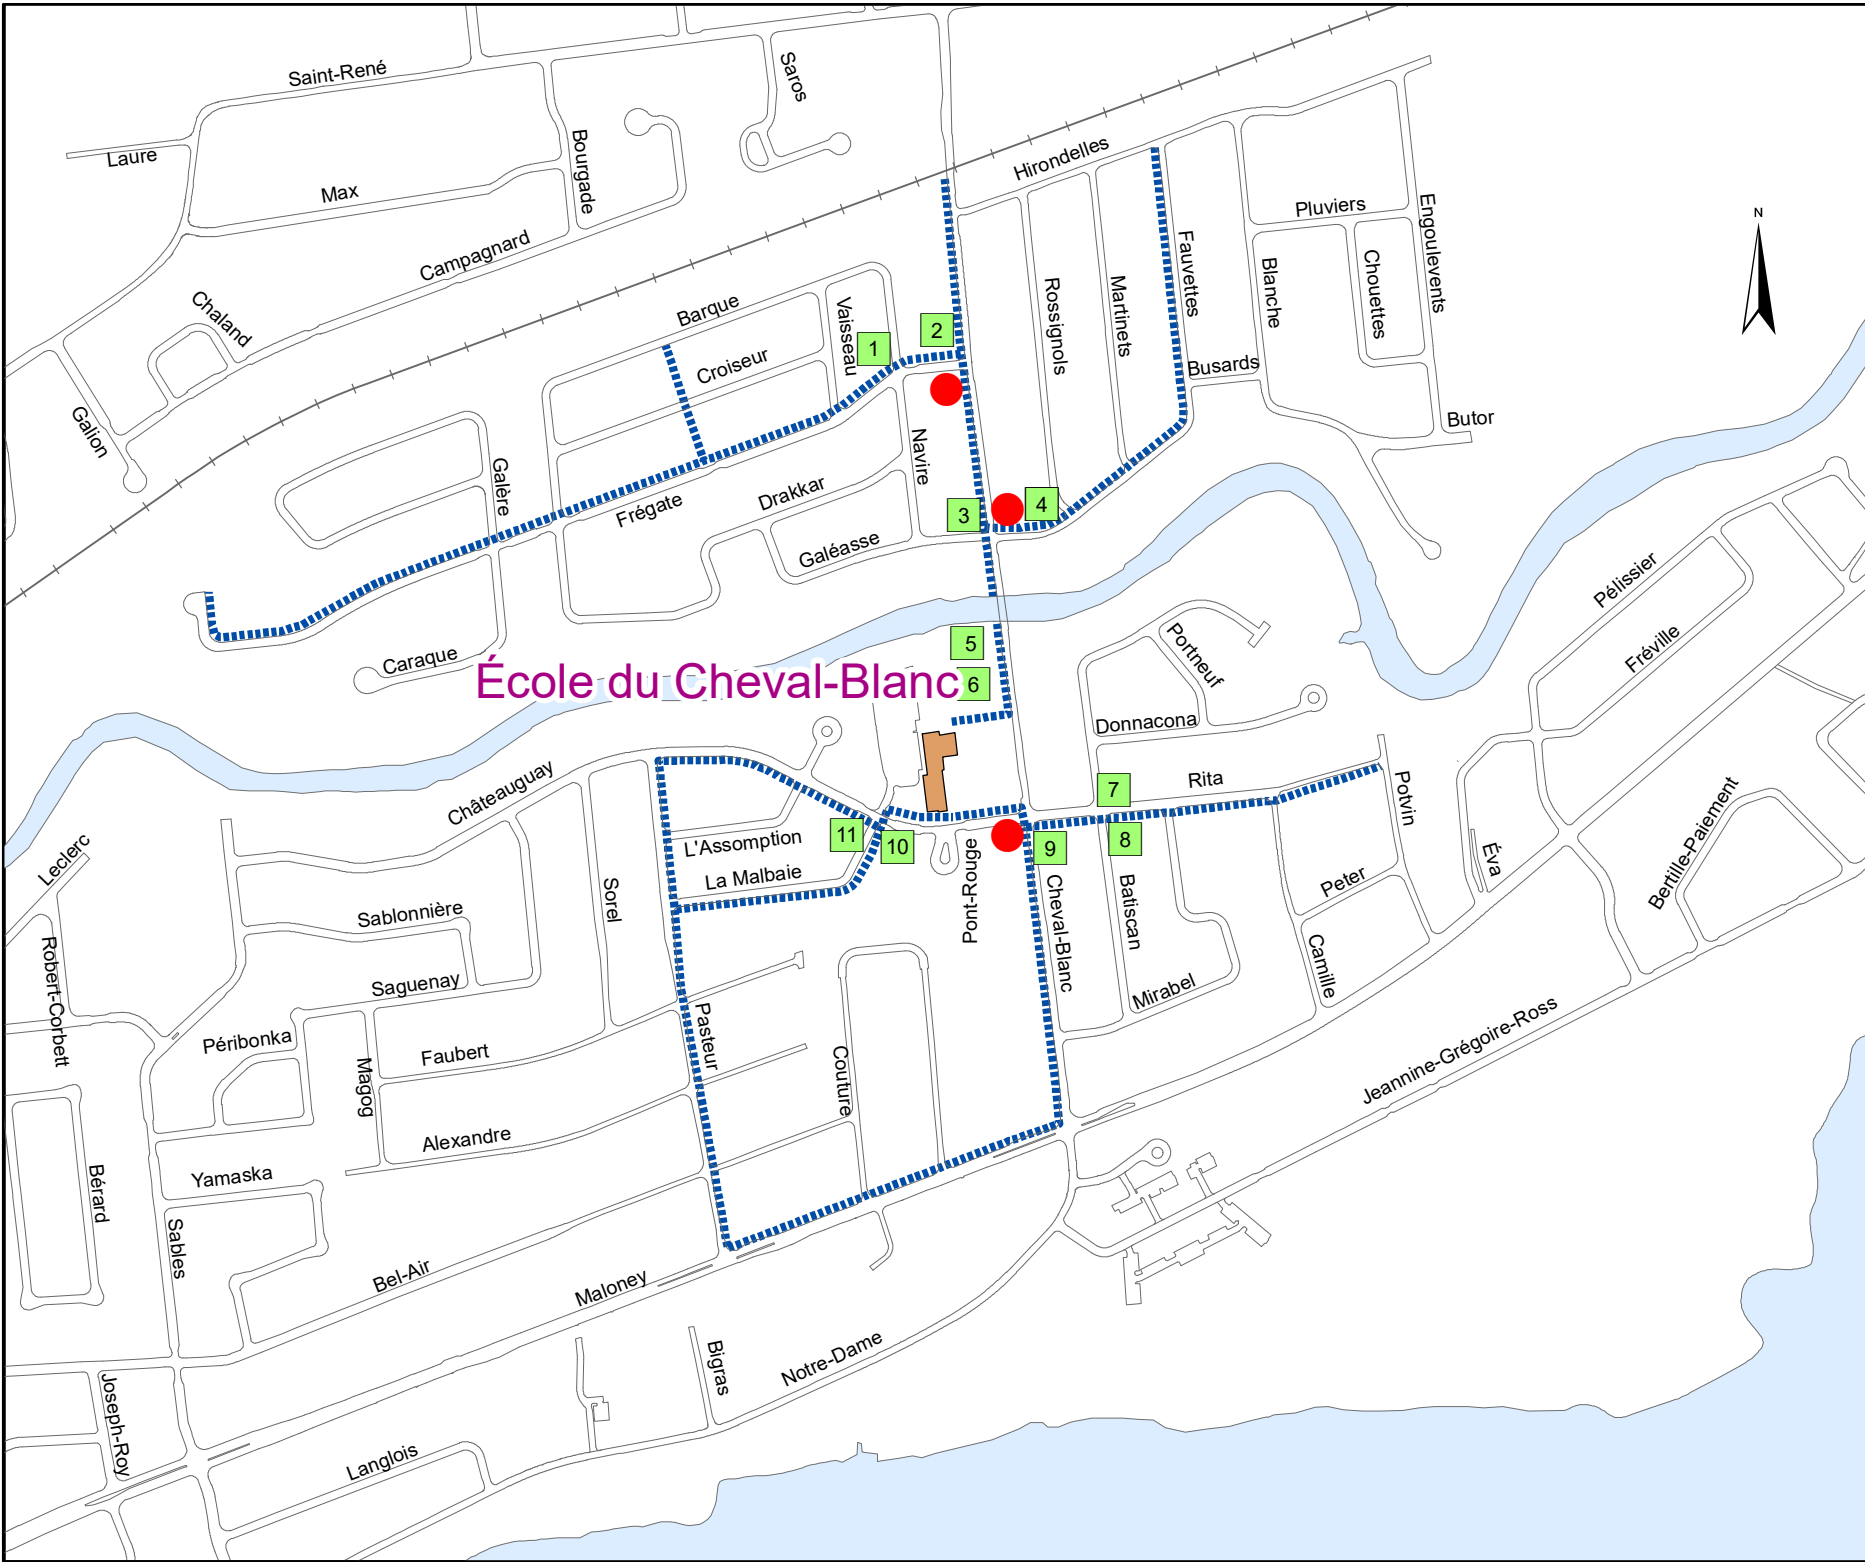 Saint-René
Saros
Laure
Bourgade
Max
Hirondelles
N
Campagnard
Pluviers
Engoulevents
Fauvettes
Chaland
Barque
Vaisseau
Rossignols
Martinets
Blanche
Chouettes
1
2
Croiseur
Busards
Galion
Navire
Butor
Galère
Drakkar
Frégate
3
4
Galéasse
Pélissier
Caraque
5
Portneuf
Fréville
École du Cheval-Blanc
6
Donnacona
Châteauguay
7
Rita
Potvin
Bertille-Paiement
L'Assomption
11
10
9
8
Leclerc
La Malbaie
Pont-Rouge
Éva
Sorel
Peter
Sablonnière
Cheval-Blanc
Batiscan
Robert-Corbett
Camille
Saguenay
Mirabel
Péribonka
Pasteur
Faubert
Jeannine-Grégoire-Ross
Magog
Couture
Alexandre
Bérard
Yamaska
Sables
Bel-Air
Maloney
Bigras
Notre-Dame
Joseph-Roy
Langlois